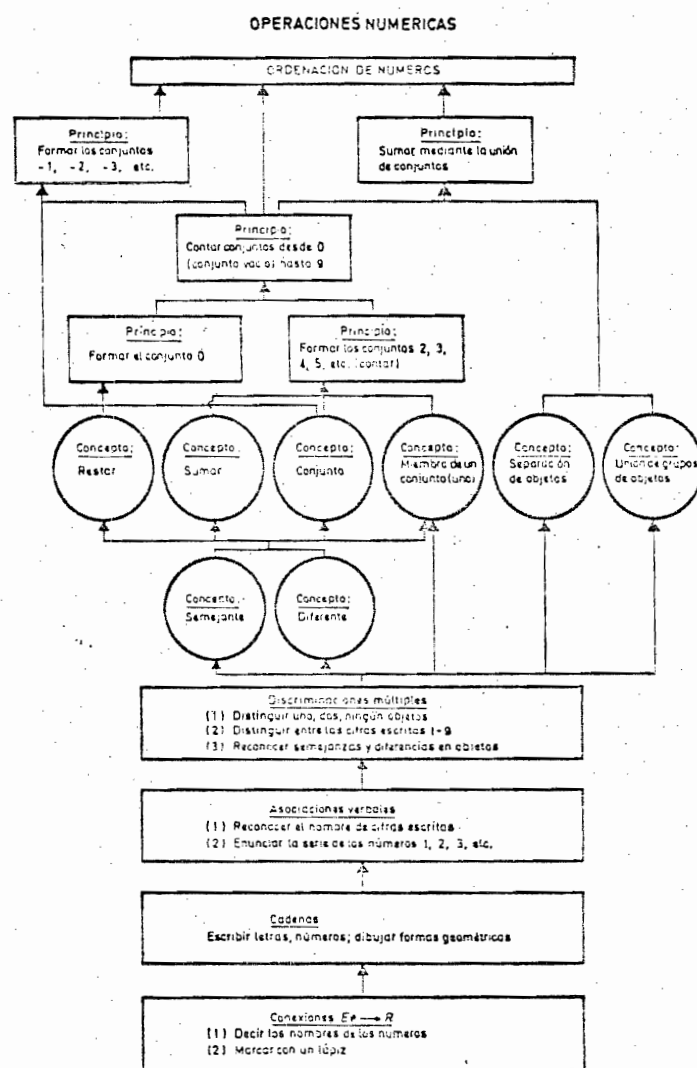 OPERACIONES NUMERICAS
ORDENACION DE NUMEROS
Principio:
Formar los conjuntos
-1, -2, -3, etc.
Principio:
Sumar mediante la unión
de conjuntos
Principio:
Contar conjuntos desde 0
(conjunto vacío) hasta 9
Principio:
Formar el conjunto 0
Principio:
Formar los conjuntos 2, 3,
4, 5, etc. (contar)
Concepto:
Restar
Concepto:
Sumar
Concepto:
Conjunto
Concepto:
Miembro de un
conjunto (uno)
Concepto:
Separación
de objetos
Concepto:
Unión de grupos
de objetos
Concepto:
Semejante
Concepto:
Diferente
Discriminaciones múltiples
(1) Distinguir uno, dos, ningún objetos
(2) Distinguir entre las cifras escritas 1-9
(3) Reconocer semejanzas y diferencias en objetos
Asociaciones verbales
(1) Reconocer el nombre de cifras escritas
(2) Enunciar la serie de los números 1, 2, 3, etc.
Cadenas
Escribir letras, números; dibujar formas geométricas
Conexiones Ee → R
(1) Decir los nombres de los números
(2) Marcar con un lápiz